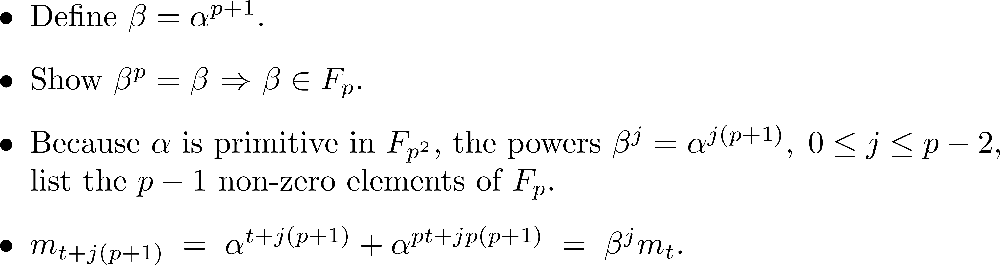 • Define $\beta = \alpha^{p+1}$.
• Show $\beta^p = \beta \Rightarrow \beta \in F_p$.
• Because $\alpha$ is primitive in $F_{p^2}$, the powers $\beta^j = \alpha^{j(p+1)}$, $0 \leq j \leq p-2$,
list the $p-1$ non-zero elements of $F_p$.
• $m_{t+j(p+1)} = \alpha^{t+j(p+1)} + \alpha^{pt+jp(p+1)} = \beta^j m_t$.